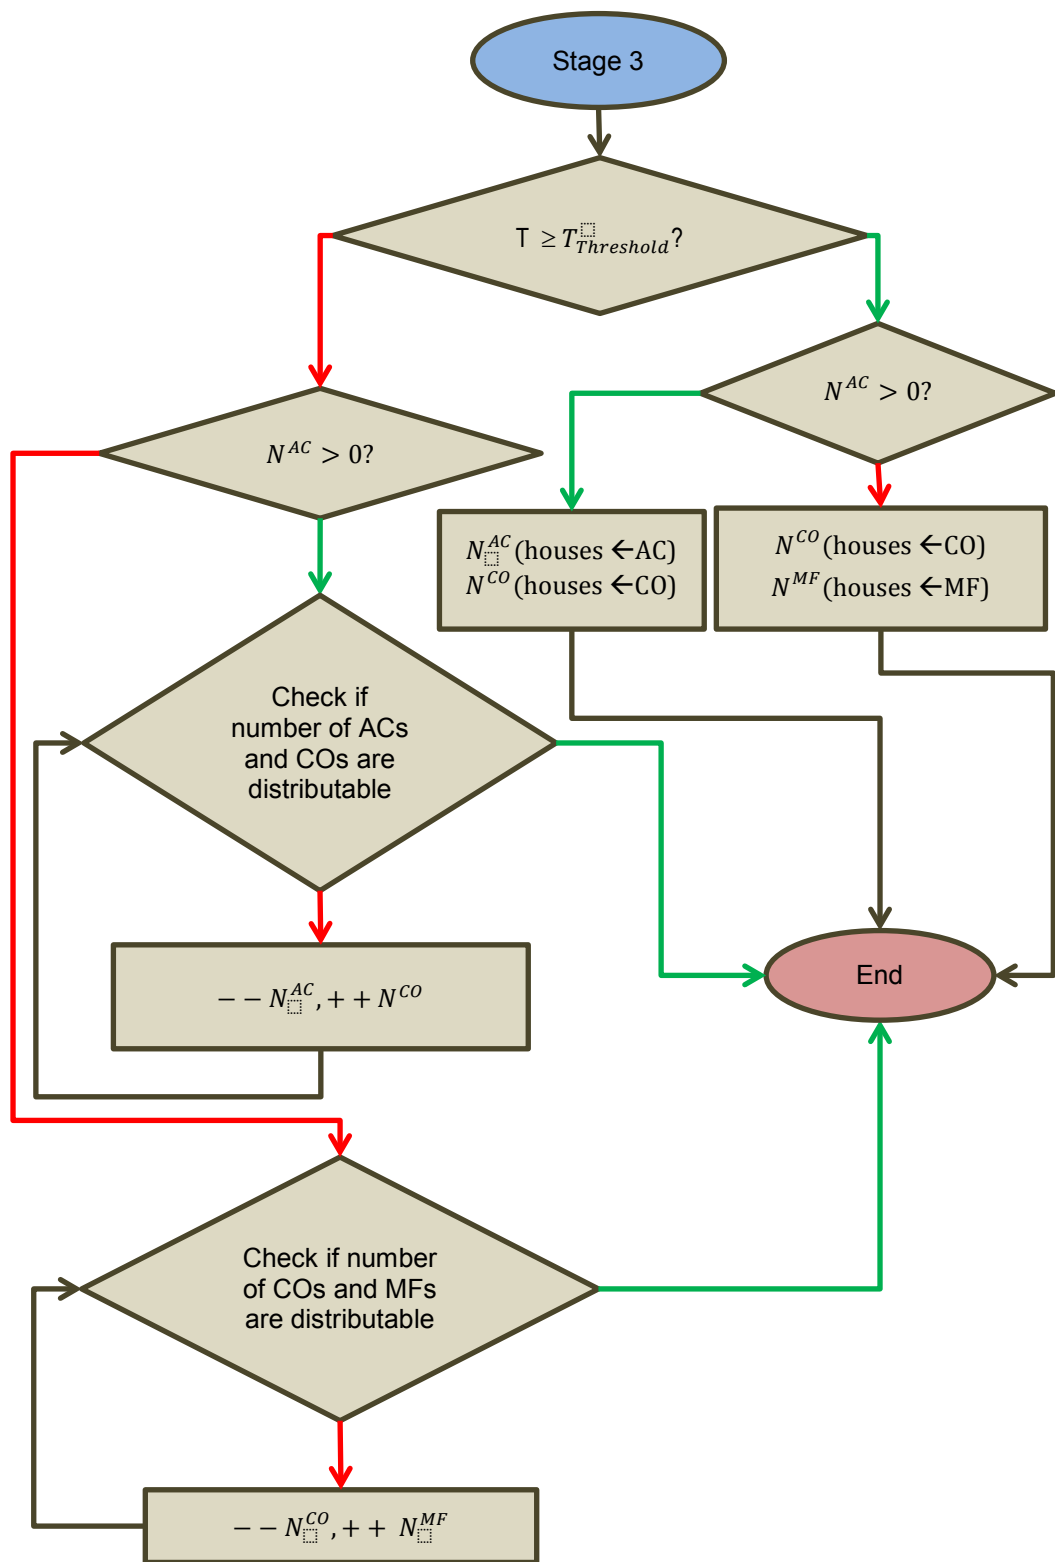 Stage 3
T ≥ T_Threshold?
N^AC > 0?
N^AC > 0?
N^AC(houses ←AC)
N^CO(houses ←CO)
N^CO(houses ←CO)
N^MF(houses ←MF)
Check if
number of ACs
and COs are
distributable
− − N^AC, + + N^CO
End
Check if number
of COs and MFs
are distributable
− − N^CO, + + N^MF